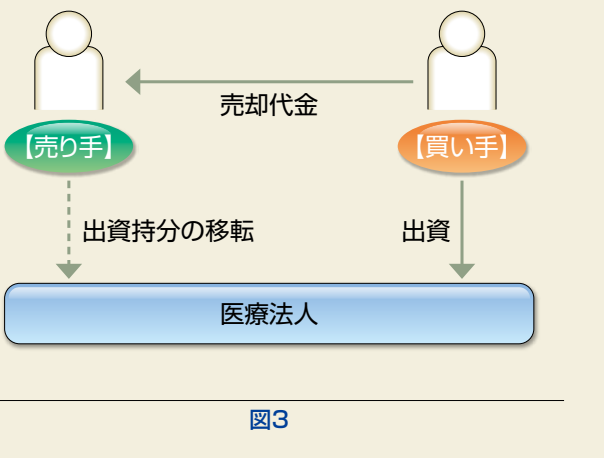 売却代金
【売り手】
【買い手】
出資持分の移転
出資
医療法人
図3